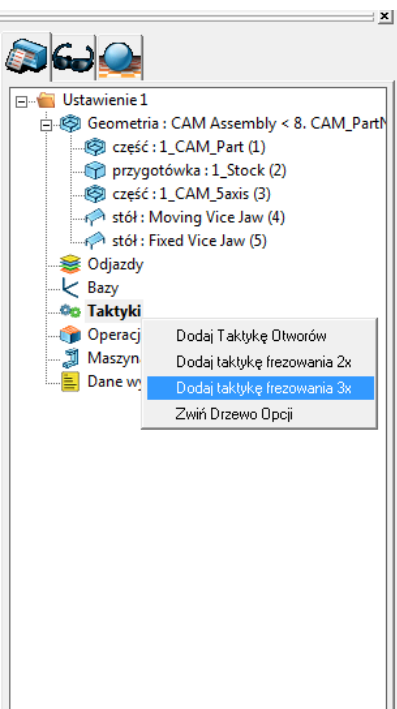 Ustawienie 1
Geometria : CAM Assembly < 8. CAM_Part
część : 1_CAM_Part (1)
przygotówka : 1_Stock (2)
część : 1_CAM_5axis (3)
stół : Moving Vice Jaw (4)
stół : Fixed Vice Jaw (5)
Odjazdy
Bazy
Taktyki
Operacj
Dodaj Taktykę Otworów
Maszyn
Dodaj taktykę frezowania 2x
Dane wy
Dodaj taktykę frezowania 3x
Zwiń Drzewo Opcji